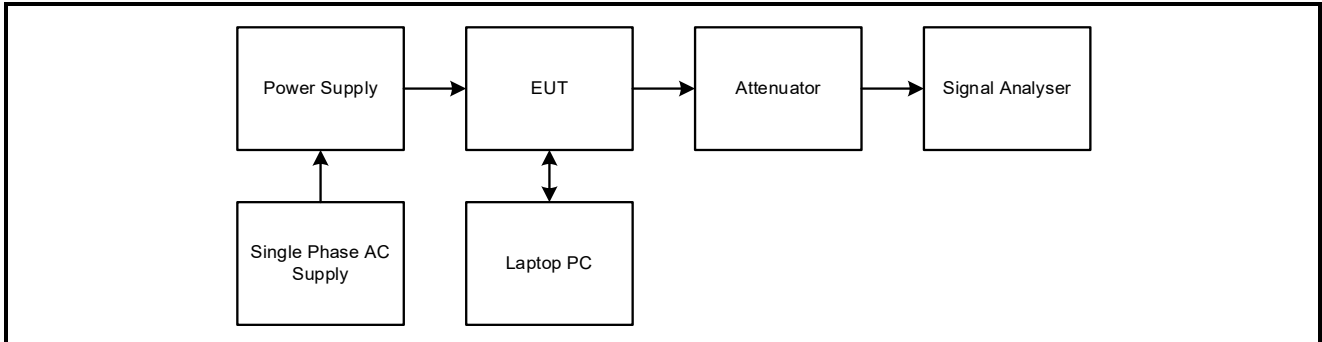 Power Supply
EUT
Attenuator
Signal Analyser
Single Phase AC
Supply
Laptop PC